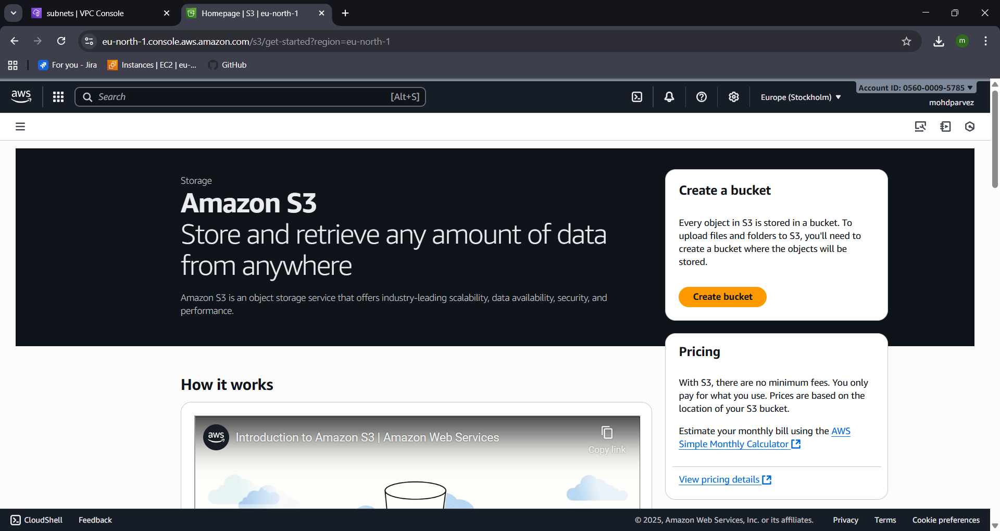 subnets | VPC Console
Homepage | S3 | eu-north-1
eu-north-1.console.aws.amazon.com/s3/get-started?region=eu-north-1
m
For you - Jira
Instances | EC2 | eu-...
GitHub
aws
Search
[Alt+S]
Europe (Stockholm)
Account ID: 0560-0009-5785
mohdparvez
Storage
Amazon S3
Store and retrieve any amount of data
from anywhere
Amazon S3 is an object storage service that offers industry-leading scalability, data availability, security, and
performance.
Create a bucket
Every object in S3 is stored in a bucket. To
upload files and folders to S3, you'll need to
create a bucket where the objects will be
stored.
Create bucket
Pricing
With S3, there are no minimum fees. You only
pay for what you use. Prices are based on the
location of your S3 bucket.
Estimate your monthly bill using the AWS
Simple Monthly Calculator
View pricing details
How it works
aws
Introduction to Amazon S3 | Amazon Web Services
Copy link
CloudShell
Feedback
© 2025, Amazon Web Services, Inc. or its affiliates.
Privacy
Terms
Cookie preferences